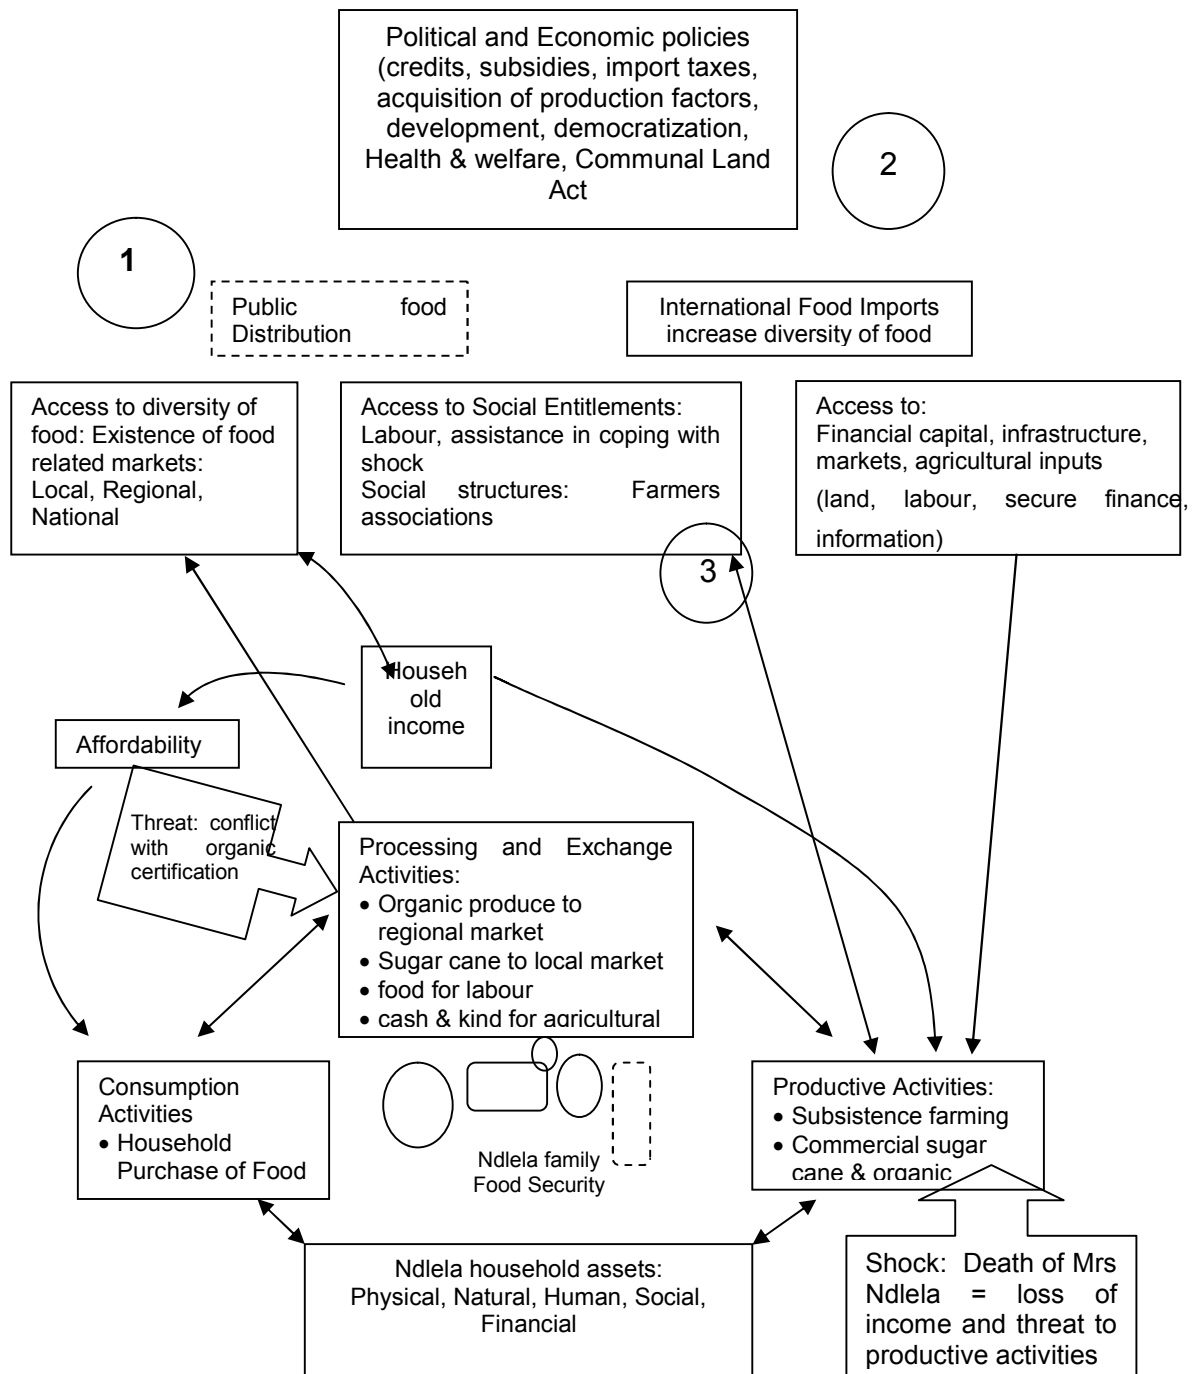 Political and Economic policies
(credits, subsidies, import taxes,
acquisition of production factors,
development, democratization,
Health & welfare, Communal Land
Act
2
1
Public food
Distribution
International Food Imports
increase diversity of food
Access to diversity of
food: Existence of food
related markets:
Local, Regional,
National
Access to Social Entitlements:
Labour, assistance in coping with
shock
Social structures: Farmers
associations
Access to:
Financial capital, infrastructure,
markets, agricultural inputs
(land, labour, secure finance,
information)
3
Househ
old
income
Affordability
Threat: conflict
with organic
certification
Processing and Exchange
Activities:
• Organic produce to
regional market
• Sugar cane to local market
• food for labour
• cash & kind for agricultural
Consumption
Activities
• Household
Purchase of Food
Ndlela family
Food Security
Productive Activities:
• Subsistence farming
• Commercial sugar
cane & organic
Ndlela household assets:
Physical, Natural, Human, Social,
Financial
Shock: Death of Mrs
Ndlela = loss of
income and threat to
productive activities